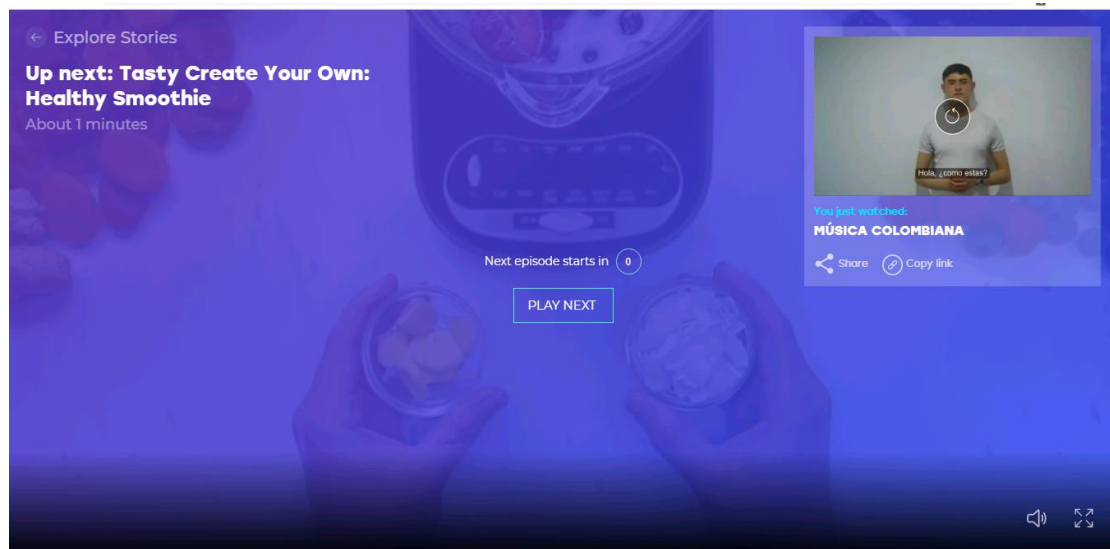 Explore Stories
Up next: Tasty Create Your Own:
Healthy Smoothie
About 1 minutes
Hola, ¿como estas?
You just watched:
MÚSICA COLOMBIANA
Share
Copy link
Next episode starts in 0
PLAY NEXT